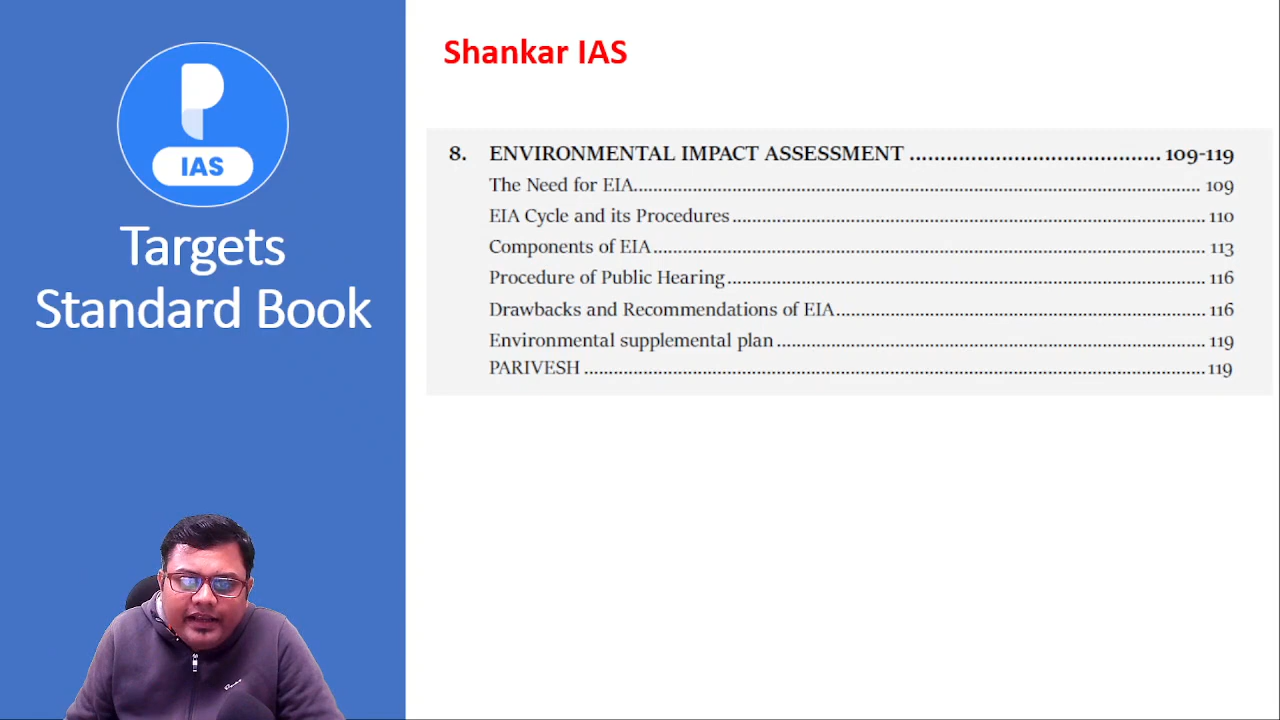 IAS
Targets
Standard Book
Shankar IAS
8. ENVIRONMENTAL IMPACT ASSESSMENT ........................................ 109-119
The Need for EIA.................................................................................................. 109
EIA Cycle and its Procedures .................................................................................. 110
Components of EIA................................................................................................ 113
Procedure of Public Hearing................................................................................... 116
Drawbacks and Recommendations of EIA................................................................ 116
Environmental supplemental plan .......................................................................... 119
PARIVESH ............................................................................................................119